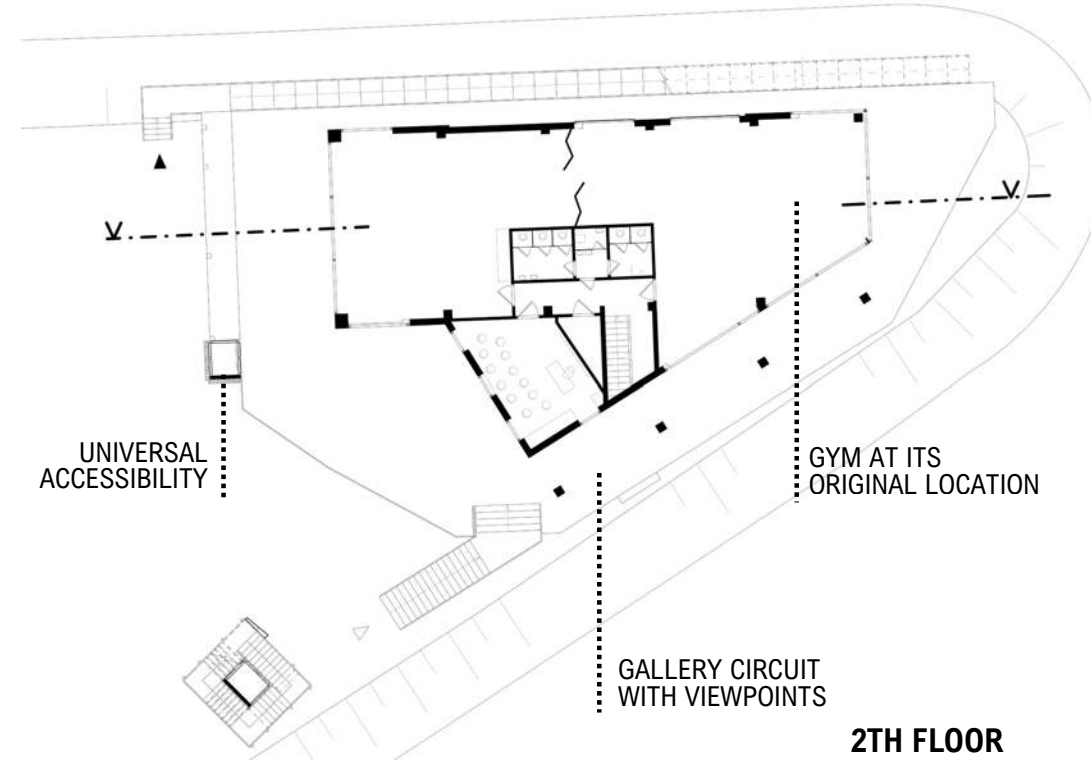 UNIVERSAL
ACCESSIBILITY
GYM AT ITS
ORIGINAL LOCATION
GALLERY CIRCUIT
WITH VIEWPOINTS
2TH FLOOR